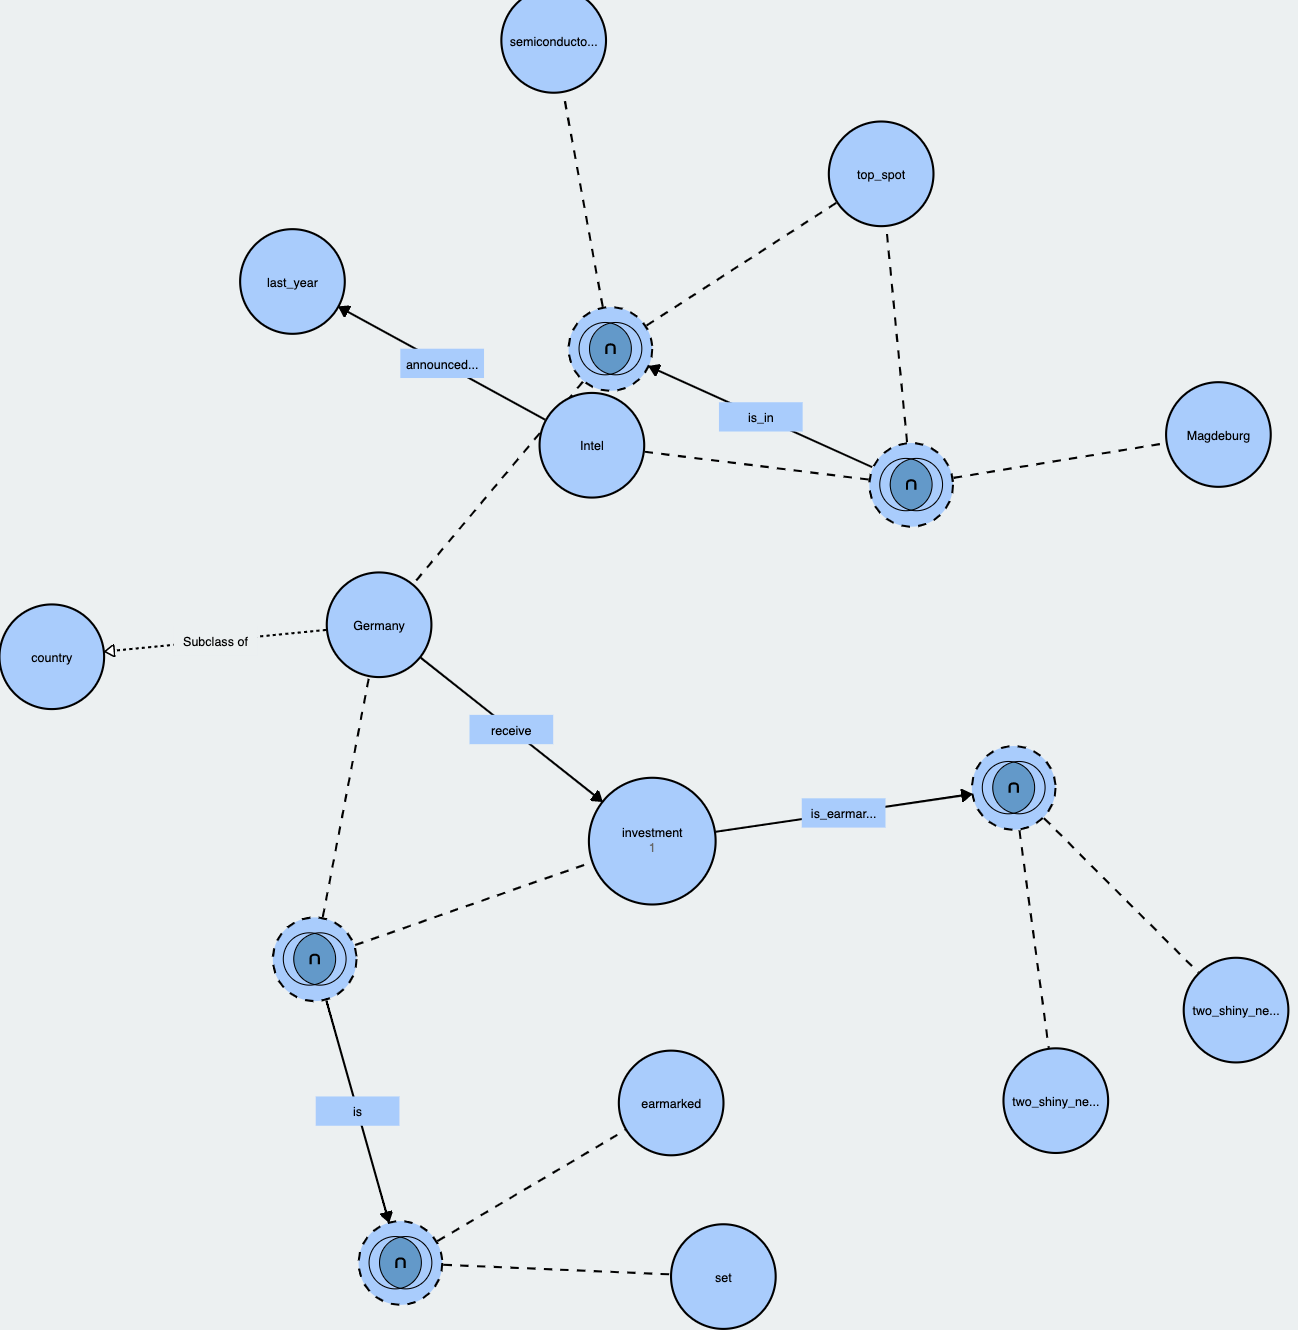 semiconducto...
top_spot
last_year
∩
announced...
is_in
Magdeburg
Intel
∩
Germany
Subclass of
country
receive
∩
is_earmar...
investment
1
∩
two_shiny_ne...
two_shiny_ne...
earmarked
is
∩
set